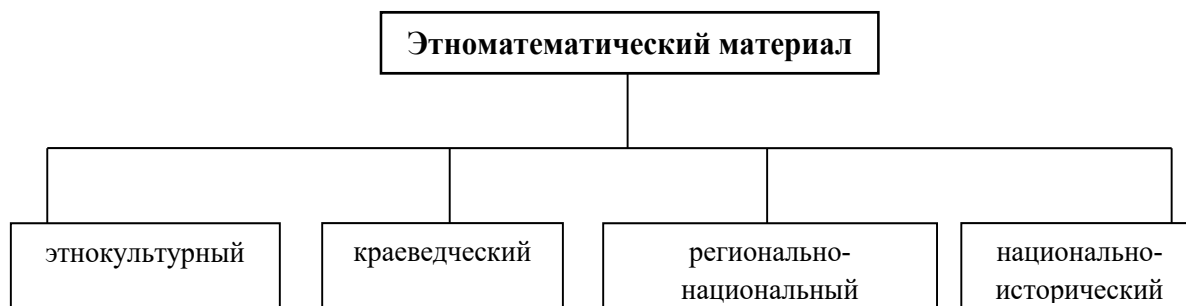 Этноматематический материал
этнокультурный
краеведческий
регионально-
национальный
национально-
исторический